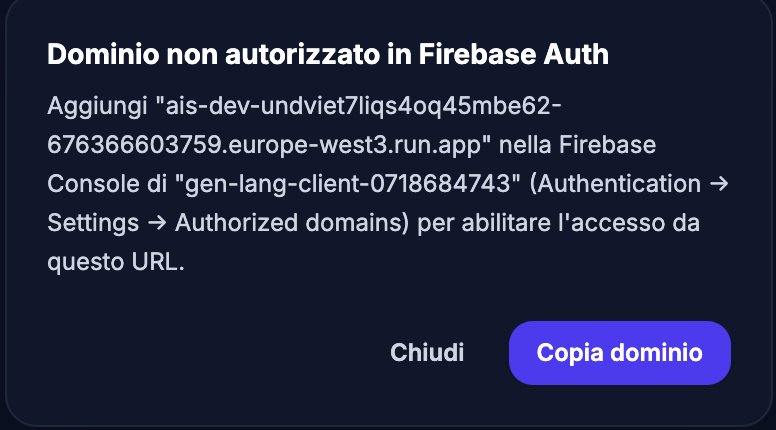 Dominio non autorizzato in Firebase Auth
Aggiungi "ais-dev-undviet7liqs4oq45mbe62-
676366603759.europe-west3.run.app" nella Firebase
Console di "gen-lang-client-0718684743" (Authentication →
Settings → Authorized domains) per abilitare l'accesso da
questo URL.
Chiudi
Copia dominio